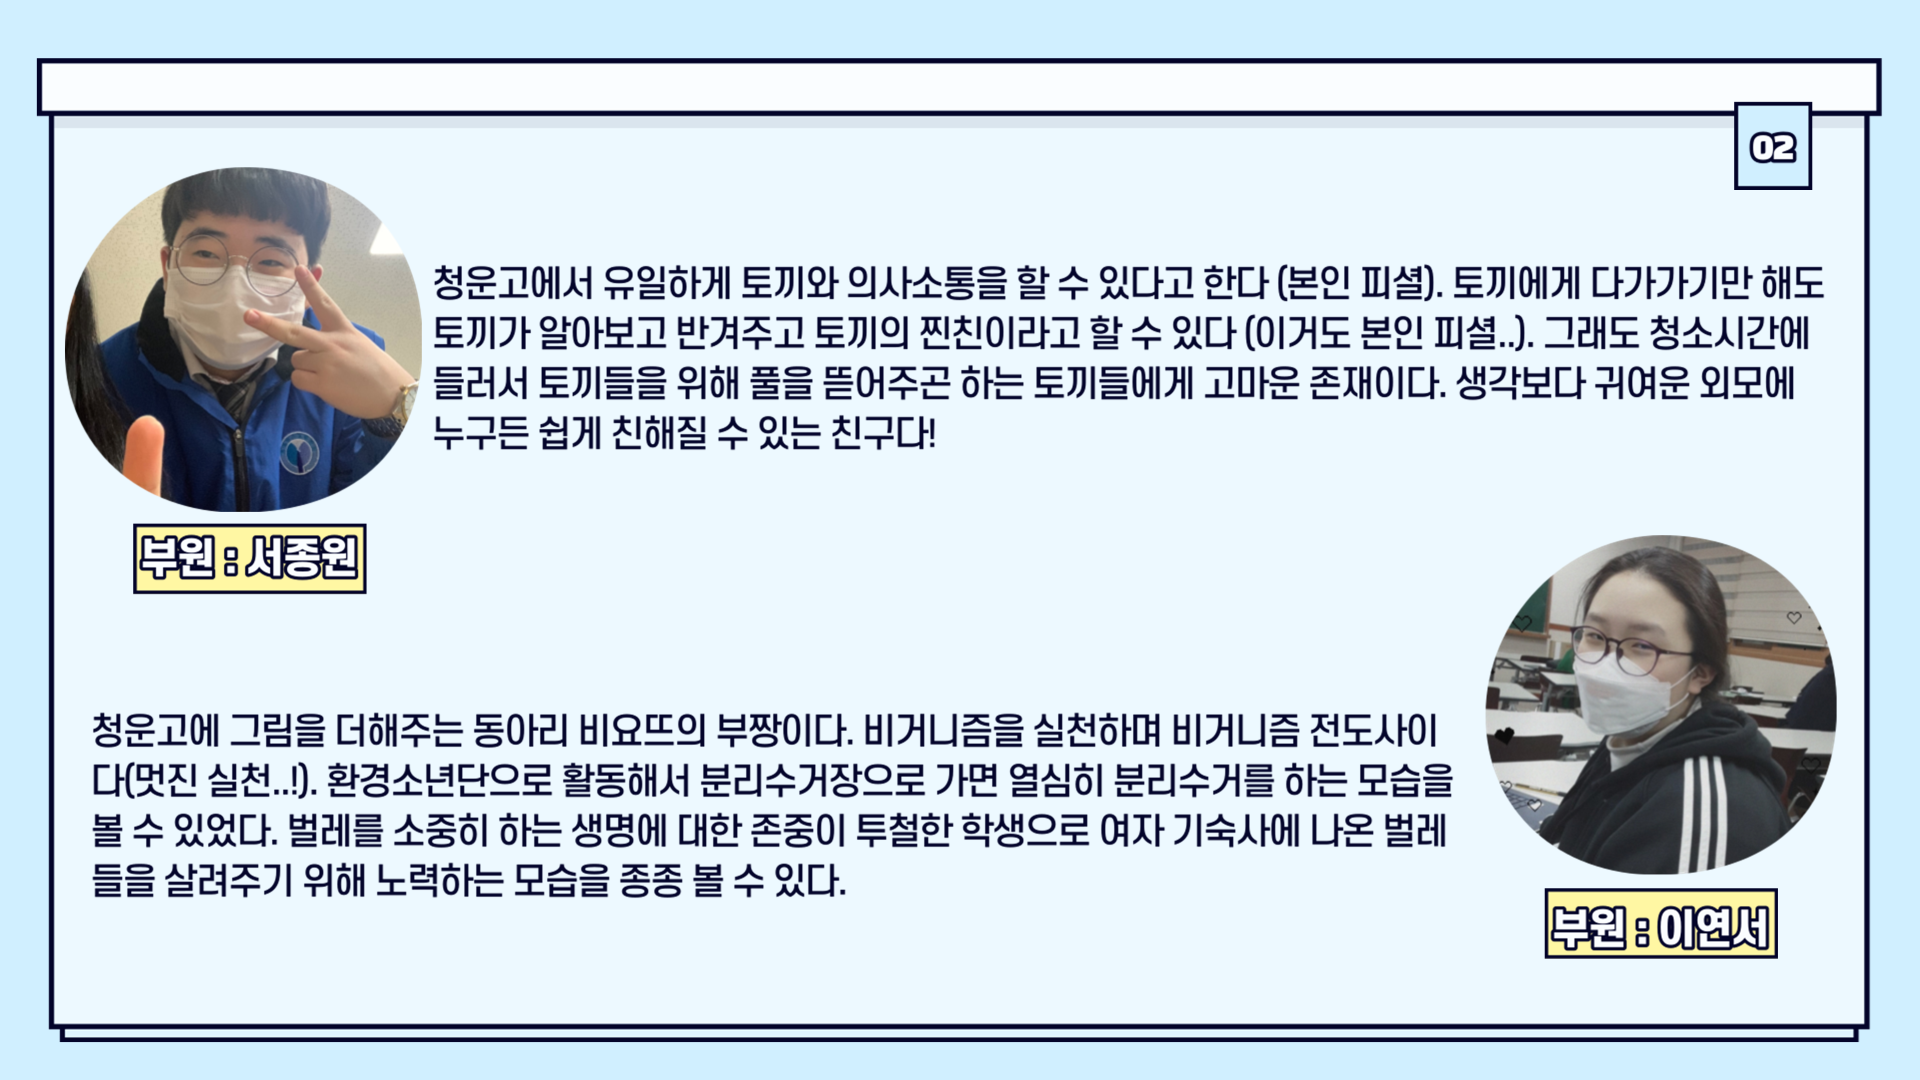 02
청운고에서 유일하게 토끼와 의사소통을 할 수 있다고 한다 (본인 피셜). 토끼에게 다가가기만 해도
토끼가 알아보고 반겨주고 토끼의 찐친이라고 할 수 있다 (이거도 본인 피셜..). 그래도 청소시간에
들러서 토끼들을 위해 풀을 뜯어주곤 하는 토끼들에게 고마운 존재이다. 생각보다 귀여운 외모에
누구든 쉽게 친해질 수 있는 친구다!
부원 : 서종원
청운고에 그림을 더해주는 동아리 비요뜨의 부짱이다. 비거니즘을 실천하며 비거니즘 전도사이
다(멋진 실천..!). 환경소년단으로 활동해서 분리수거장으로 가면 열심히 분리수거를 하는 모습을
볼 수 있었다. 벌레를 소중히 하는 생명에 대한 존중이 투철한 학생으로 여자 기숙사에 나온 벌레
들을 살려주기 위해 노력하는 모습을 종종 볼 수 있다.
부원 : 이연서